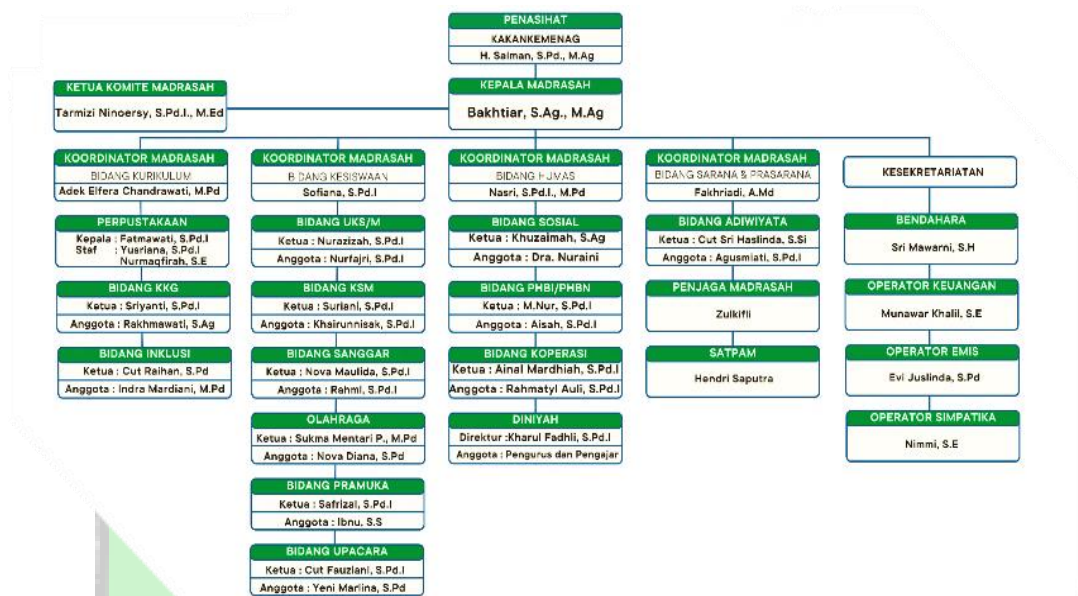 PENASIHAT
KAKANKEMENAG
H. Salman, S.Pd., M.Ag
KETUA KOMITE MADRASAH
Tarmizi Ninoersy, S.Pd.I., M.Ed
KEPALA MADRASAH
Bakhtiar, S.Ag., M.Ag
KOORDINATOR MADRASAH
BIDANG KURIKULUM
Adek Elfera Chandrawati, M.Pd
PERPUSTAKAAN
Kepala : Fatmawati, S.Pd.I
Staf : Yusriana, S.Pd.I
Nurmaqfirah, S.E
BIDANG KKG
Ketua : Sriyanti, S.Pd.I
Anggota : Rakhmawati, S.Ag
BIDANG INKLUSI
Ketua : Cut Raihan, S.Pd
Anggota : Indra Mardiani, M.Pd
KOORDINATOR MADRASAH
BIDANG KESISWAAN
Sofiana, S.Pd.I
BIDANG UKS/M
Ketua : Nurazizah, S.Pd.I
Anggota : Nurfajri, S.Pd.I
BIDANG KSM
Ketua : Suriani, S.Pd.I
Anggota : Khairunnisak, S.Pd.I
BIDANG SANGGAR
Ketua : Nova Maulida, S.Pd.I
Anggota : Rahmi, S.Pd.I
OLAHRAGA
Ketua : Sukma Mentari P., M.Pd
Anggota : Nova Diana, S.Pd
BIDANG PRAMUKA
Ketua : Safrizal, S.Pd.I
Anggota : Ibnu, S.S
BIDANG UPACARA
Ketua : Cut Fauziani, S.Pd.I
Anggota : Yeni Marlina, S.Pd
KOORDINATOR MADRASAH
BIDANG HUMAS
Nasri, S.Pd.I., M.Pd
BIDANG SOSIAL
Ketua : Khuzaimah, S.Ag
Anggota : Dra. Nuraini
BIDANG PHBI/PHBN
Ketua : M.Nur, S.Pd.I
Anggota : Aisah, S.Pd.I
BIDANG KOPERASI
Ketua : Ainal Mardhiah, S.Pd.I
Anggota : Rahmatyl Auli, S.Pd.I
DINIYAH
Direktur :Kharul Fadhli, S.Pd.I
Anggota : Pengurus dan Pengajar
KOORDINATOR MADRASAH
BIDANG SARANA & PRASARANA
Fakhriadi, A.Md
BIDANG ADIWIYATA
Ketua : Cut Sri Haslinda, S.Si
Anggota : Agusmiati, S.Pd.I
PENJAGA MADRASAH
Zulkifli
SATPAM
Hendri Saputra
KESEKRETARIATAN
BENDAHARA
Sri Mawarni, S.H
OPERATOR KEUANGAN
Munawar Khalil, S.E
OPERATOR EMIS
Evi Juslinda, S.Pd
OPERATOR SIMPATIKA
Nimmi, S.E